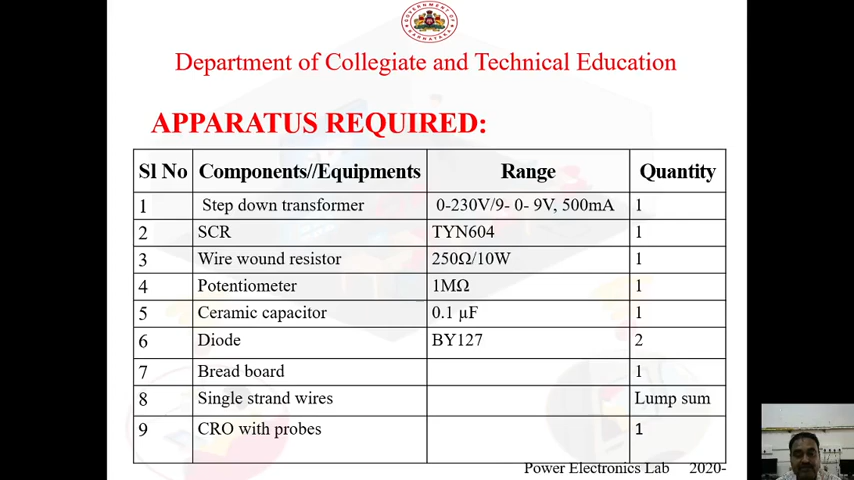 GOVERNMENT OF
KARNATAKA
Department of Collegiate and Technical Education
APPARATUS REQUIRED:
Sl No Components//Equipments Range Quantity
1 Step down transformer 0-230V/9- 0- 9V, 500mA 1
2 SCR TYN604 1
3 Wire wound resistor 250Ω/10W 1
4 Potentiometer 1MΩ 1
5 Ceramic capacitor 0.1 µF 1
6 Diode BY127 2
7 Bread board 1
8 Single strand wires Lump sum
9 CRO with probes 1
Power Electronics Lab 2020-